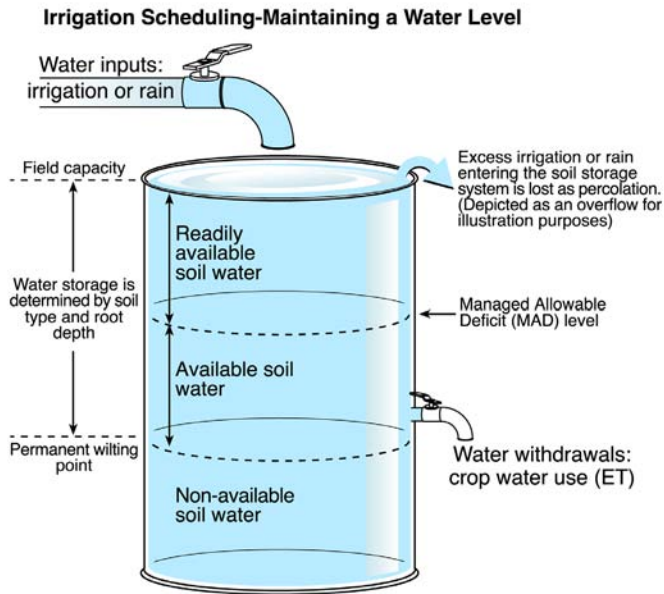 Irrigation Scheduling-Maintaining a Water Level
Water inputs:
irrigation or rain
Field capacity
Excess irrigation or rain
entering the soil storage
system is lost as percolation.
(Depicted as an overflow for
illustration purposes)
Readily
available
soil water
Water storage is
determined by soil
type and root
depth
Managed Allowable
Deficit (MAD) level
Available soil
water
Permanent wilting
point
Water withdrawals:
crop water use (ET)
Non-available
soil water